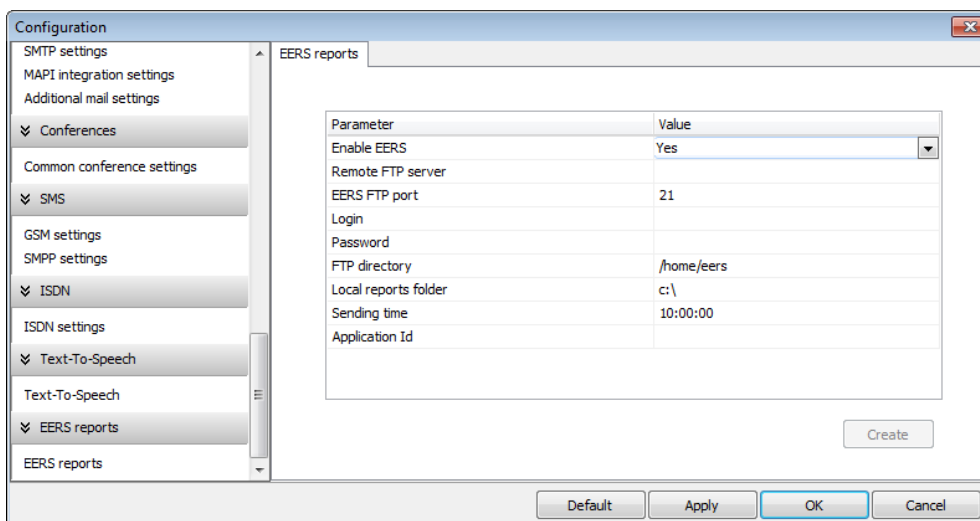 Configuration
SMTP settings
MAPI integration settings
Additional mail settings
Conferences
Common conference settings
SMS
GSM settings
SMPP settings
ISDN
ISDN settings
Text-To-Speech
Text-To-Speech
EERS reports
EERS reports
EERS reports
Parameter Value
Enable EERS Yes
Remote FTP server
EERS FTP port 21
Login
Password
FTP directory /home/eers
Local reports folder c:\
Sending time 10:00:00
Application Id
Create
Default Apply OK Cancel